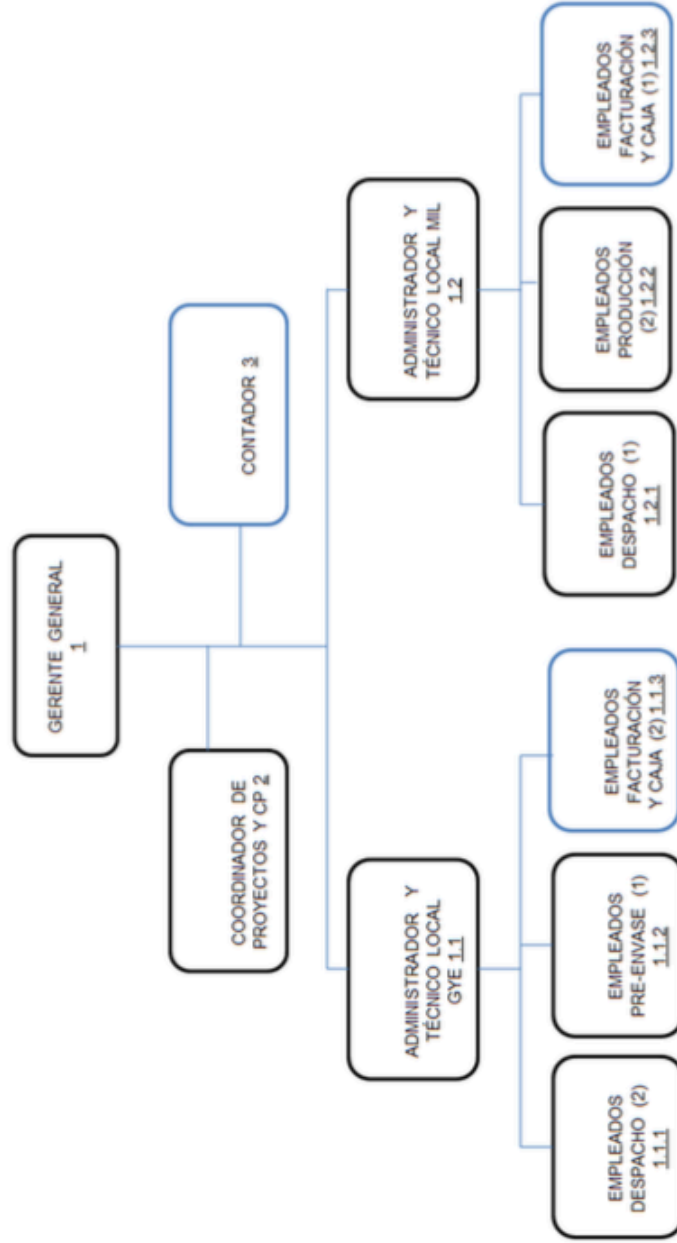 GERENTE GENERAL
1
COORDINADOR DE
PROYECTOS Y CP 2
CONTADOR 3
ADMINISTRADOR Y
TÉCNICO LOCAL
GYE 1.1
ADMINISTRADOR Y
TÉCNICO LOCAL MIL
1.2
EMPLEADOS
DESPACHO (2)
1.1.1
EMPLEADOS
PRE-ENVASE (1)
1.1.2
EMPLEADOS
FACTURACIÓN
Y CAJA (2) 1.1.3
EMPLEADOS
DESPACHO (1)
1.2.1
EMPLEADOS
PRODUCCIÓN
(2) 1.2.2
EMPLEADOS
FACTURACIÓN
Y CAJA (1) 1.2.3